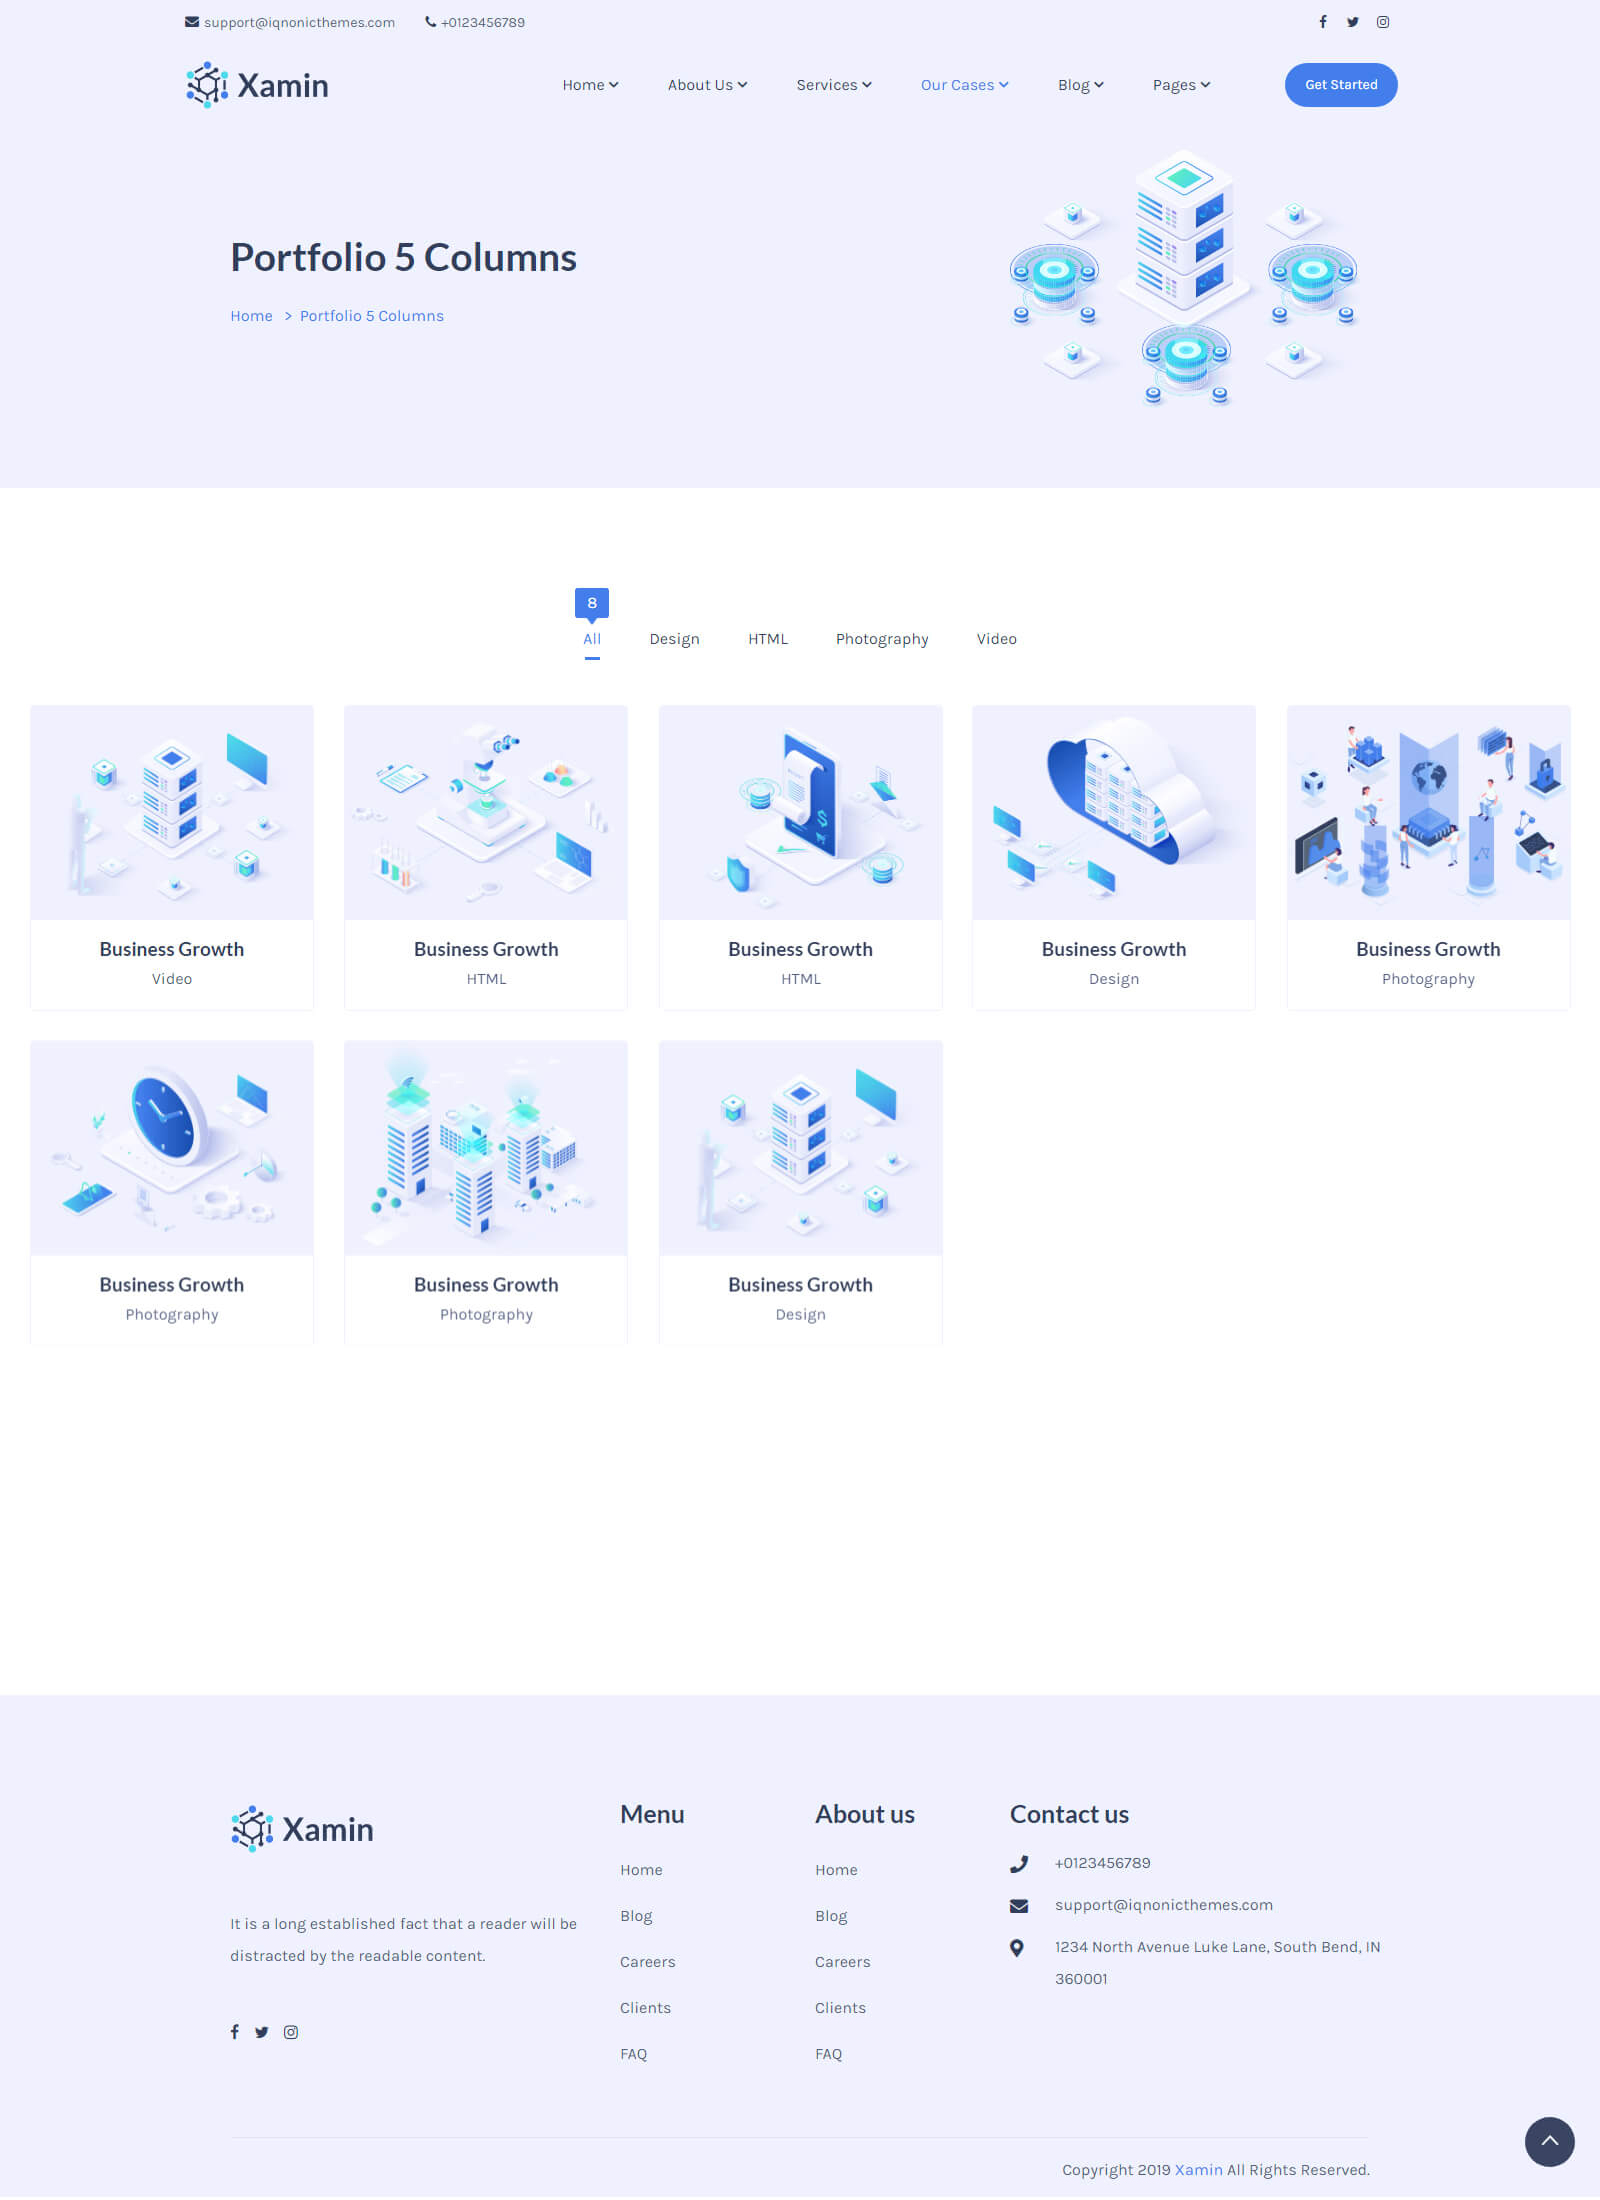 support@iqnonicthemes.com +0123456789
Xamin
Home About Us Services Our Cases Blog Pages Get Started
Portfolio 5 Columns
Home > Portfolio 5 Columns
8
All Design HTML Photography Video
Business Growth Business Growth Business Growth Business Growth Business Growth
Video HTML HTML Design Photography
Business Growth Business Growth Business Growth
Photography Photography Design
Xamin
It is a long established fact that a reader will be
distracted by the readable content.
Menu
Home
Blog
Careers
Clients
FAQ
About us
Home
Blog
Careers
Clients
FAQ
Contact us
+0123456789
support@iqnonicthemes.com
1234 North Avenue Luke Lane, South Bend, IN
360001
Copyright 2019 Xamin All Rights Reserved.